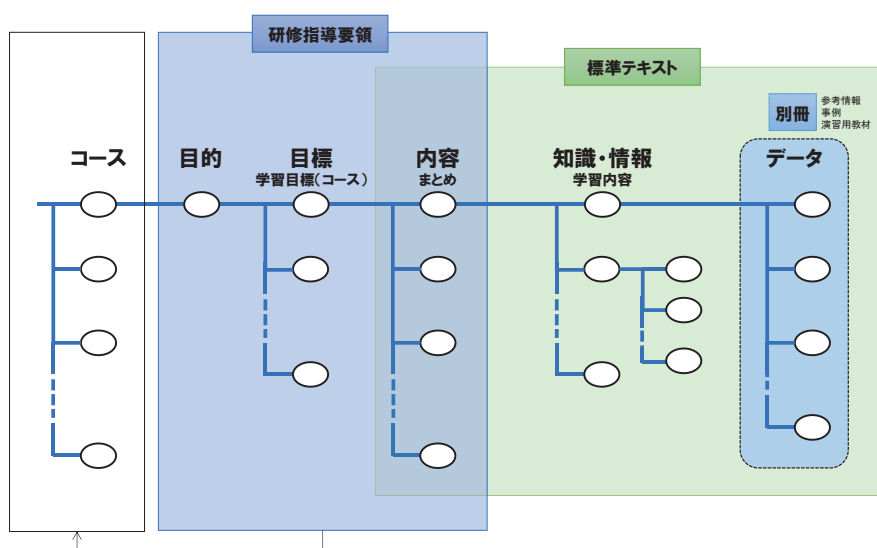 研修指導要領
標準テキスト
別冊
参考情報
事例
演習用教材
コース
目的
目標
学習目標(コース)
内容
まとめ
知識・情報
学習内容
データ